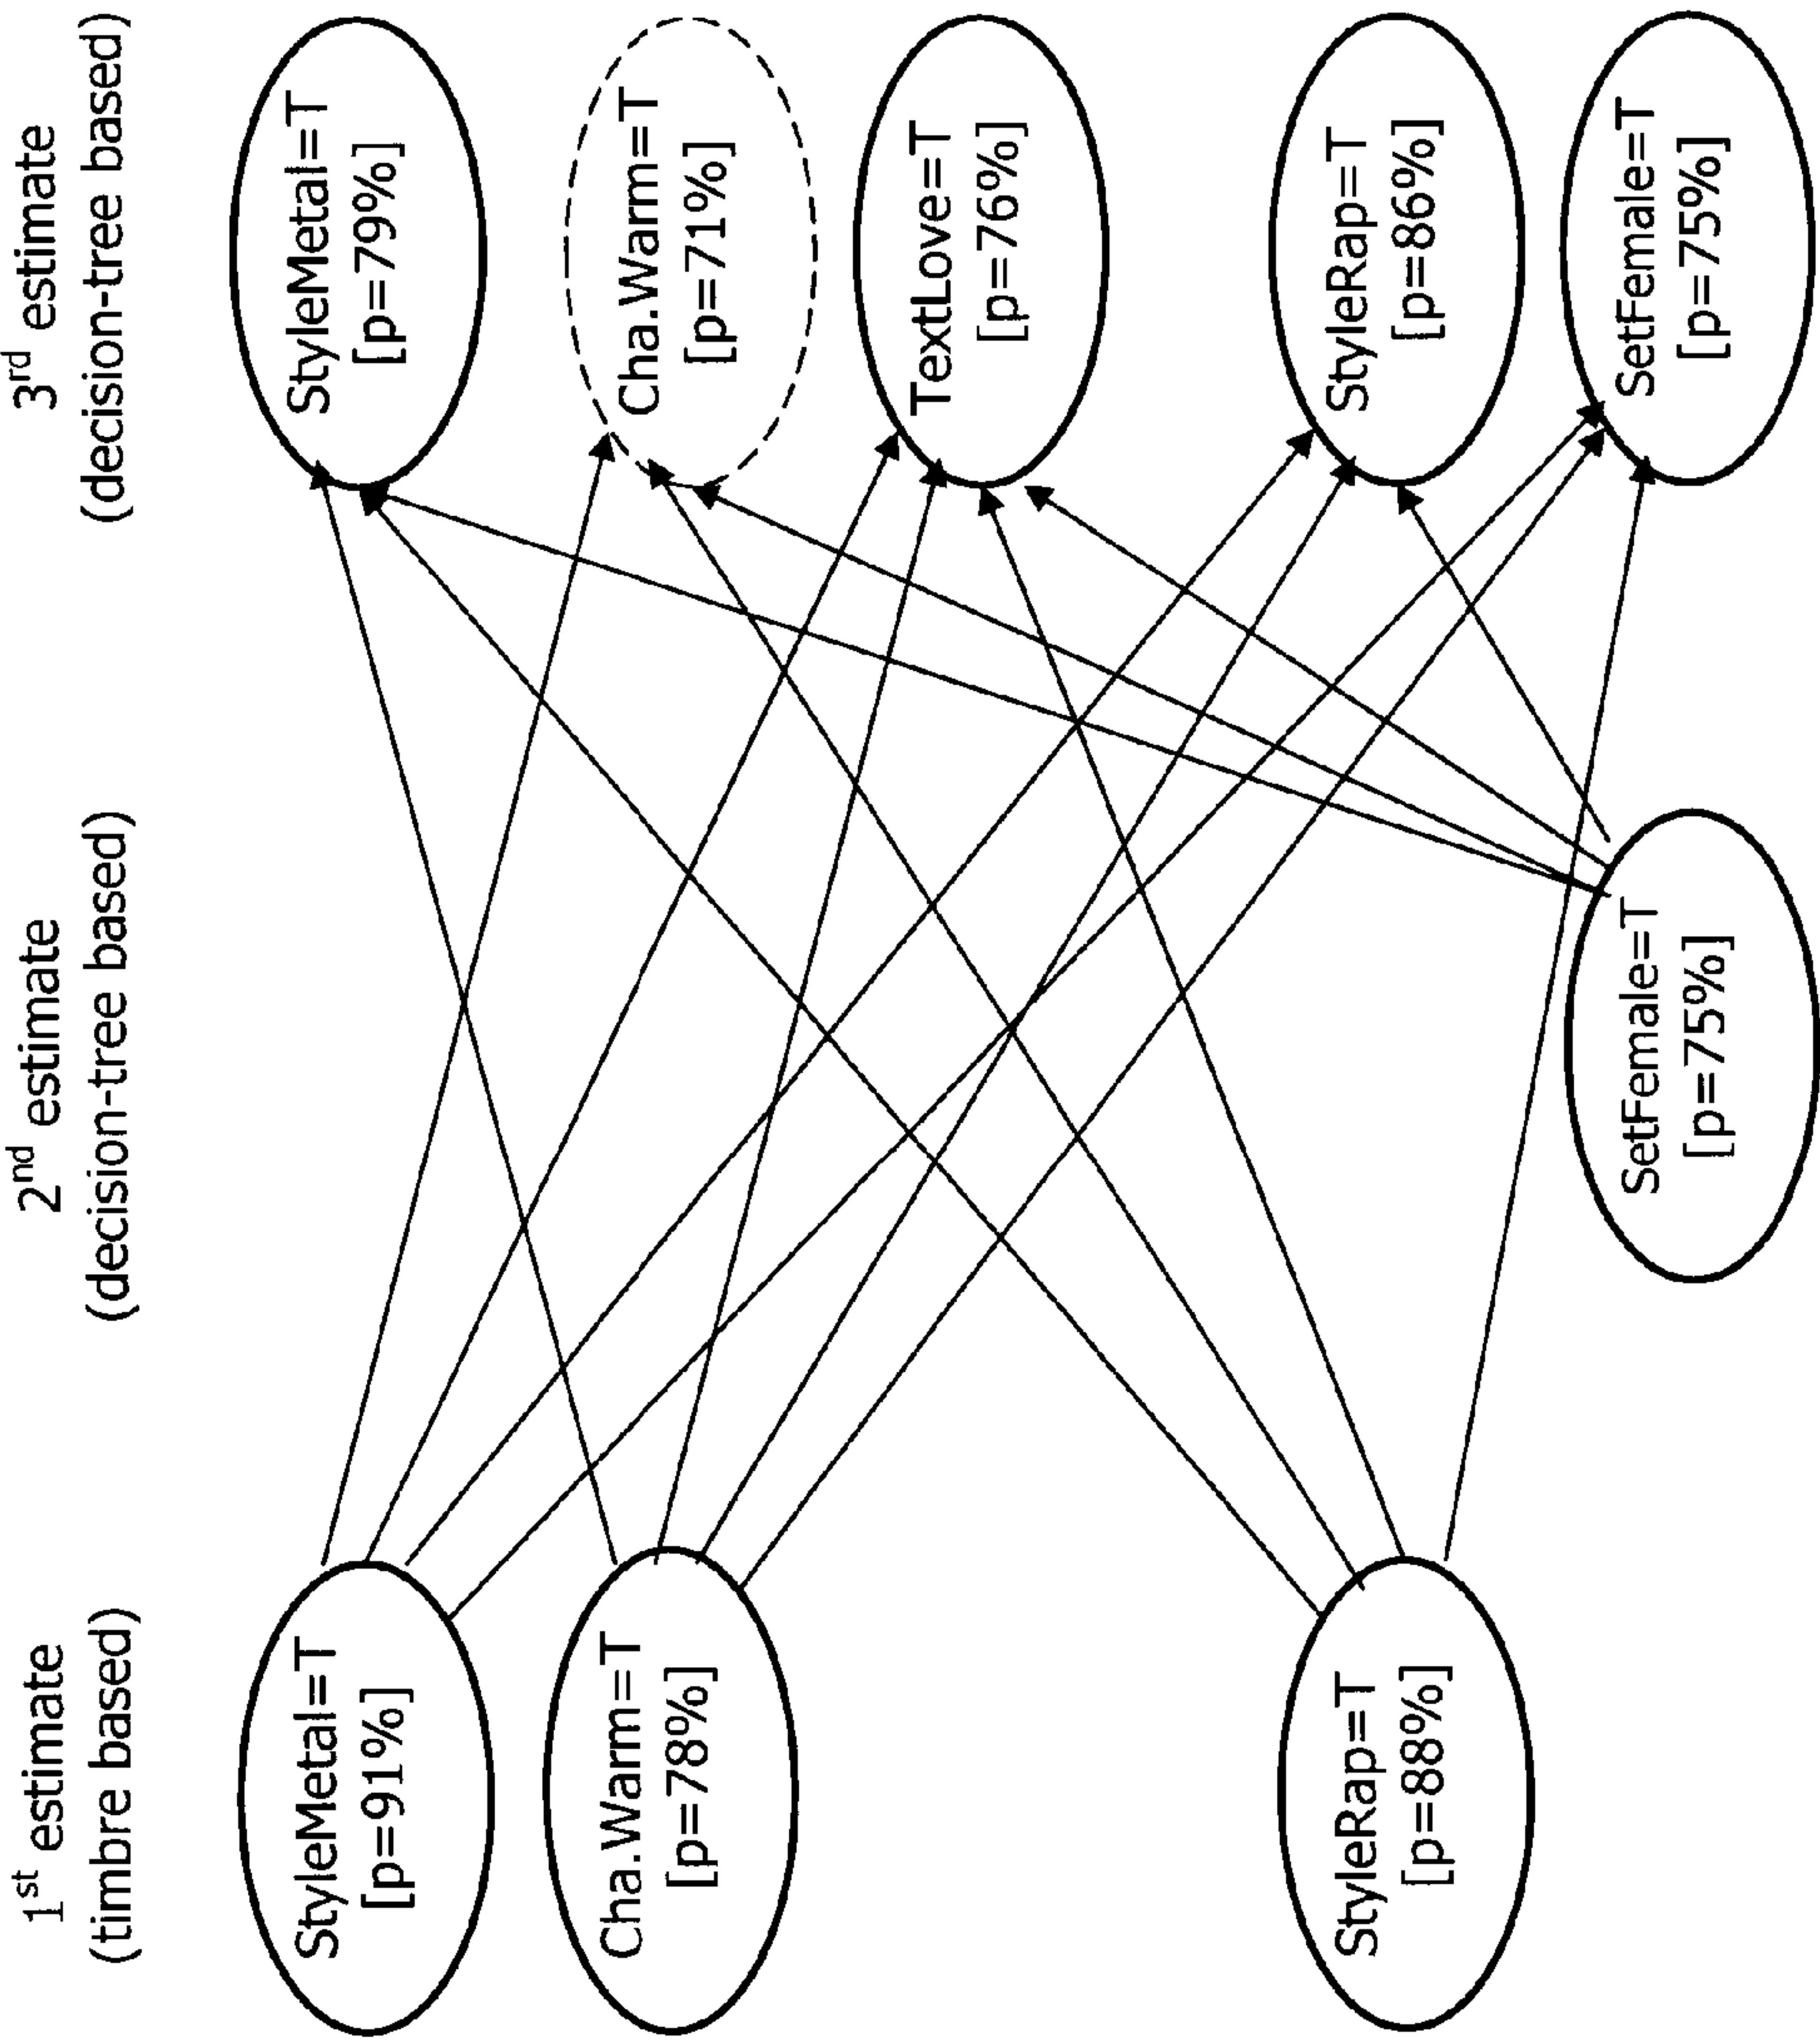 1st estimate
(timbre based)
2nd estimate
(decision-tree based)
3rd estimate
(decision-tree based)
StyleMetal=T
[p=91%]
Cha.Warm=T
[p=78%]
StyleRap=T
[p=88%]
SetFemale=T
[p=75%]
StyleMetal=T
[p=79%]
Cha.Warm=T
[p=71%]
TextLove=T
[p=76%]
StyleRap=T
[p=86%]
SetFemale=T
[p=75%]